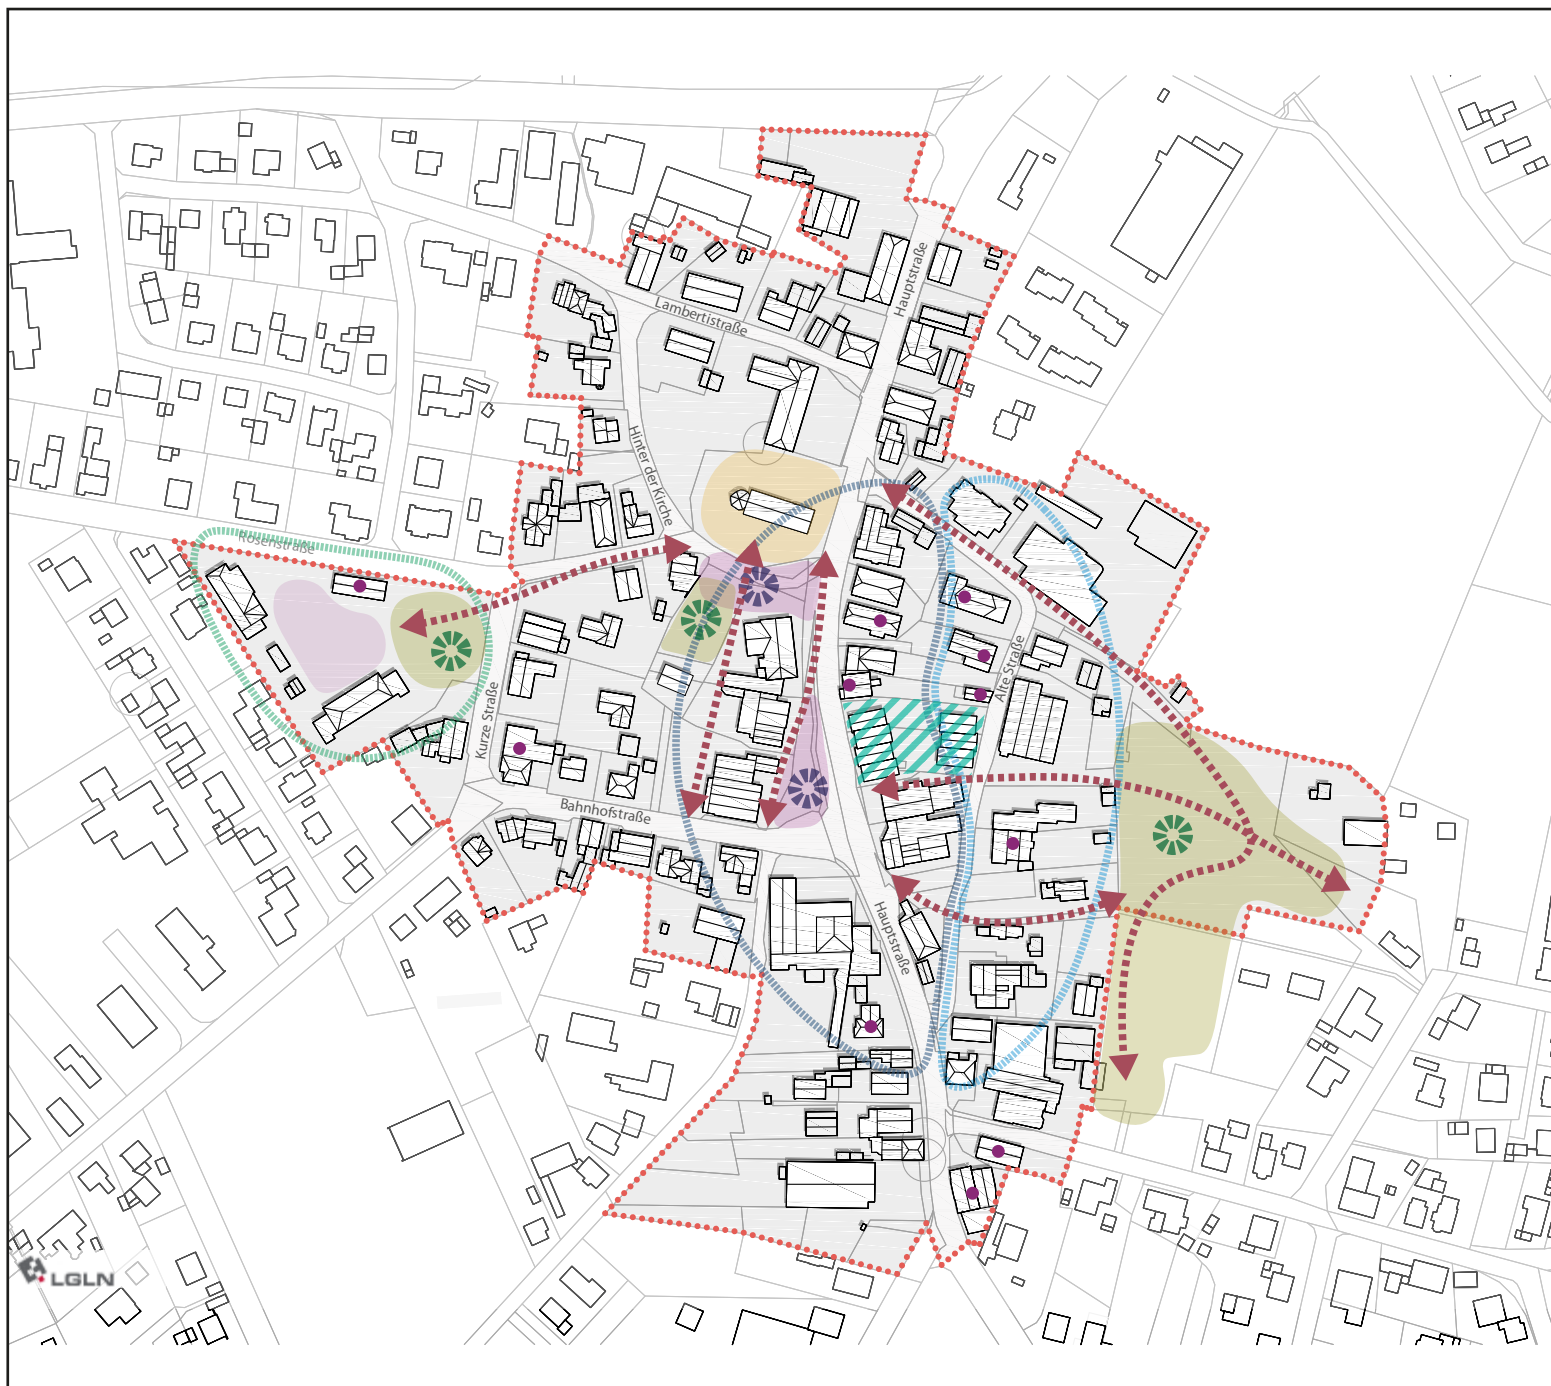 Hauptstraße
Lambertistraße
Hinter der Kirche
Rosenstraße
Alte Straße
Kurze Straße
Bahnhofstraße
Hauptstraße
LGLN